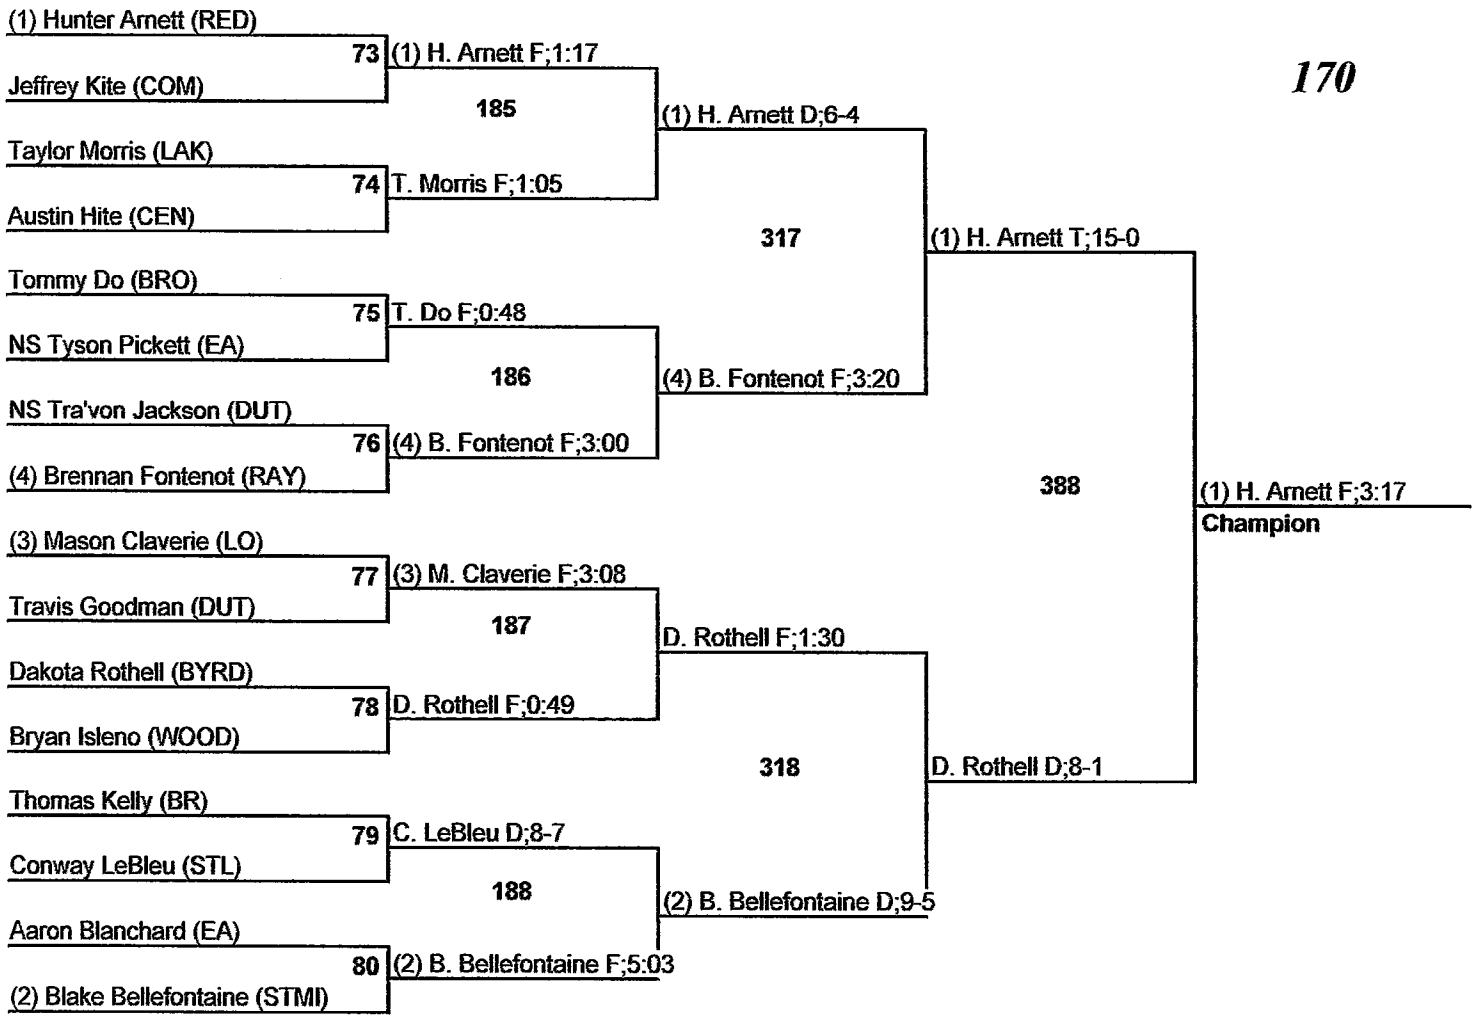 (1) Hunter Arnett (RED)
73 (1) H. Arnett F;1:17
170
Jeffrey Kite (COM)
185
(1) H. Arnett D;6-4
Taylor Morris (LAK)
74 T. Morris F;1:05
Austin Hite (CEN)
317
(1) H. Arnett T;15-0
Tommy Do (BRO)
75 T. Do F;0:48
NS Tyson Pickett (EA)
186
(4) B. Fontenot F;3:20
NS Tra'von Jackson (DUT)
76 (4) B. Fontenot F;3:00
(4) Brennan Fontenot (RAY)
388
(1) H. Arnett F;3:17
Champion
(3) Mason Claverie (LO)
77 (3) M. Claverie F;3:08
Travis Goodman (DUT)
187
D. Rothell F;1:30
Dakota Rothell (BYRD)
78 D. Rothell F;0:49
Bryan Isleno (WOOD)
318
D. Rothell D;8-1
Thomas Kelly (BR)
79 C. LeBleu D;8-7
Conway LeBleu (STL)
188
(2) B. Bellefontaine D;9-5
Aaron Blanchard (EA)
80 (2) B. Bellefontaine F;5:03
(2) Blake Bellefontaine (STMI)